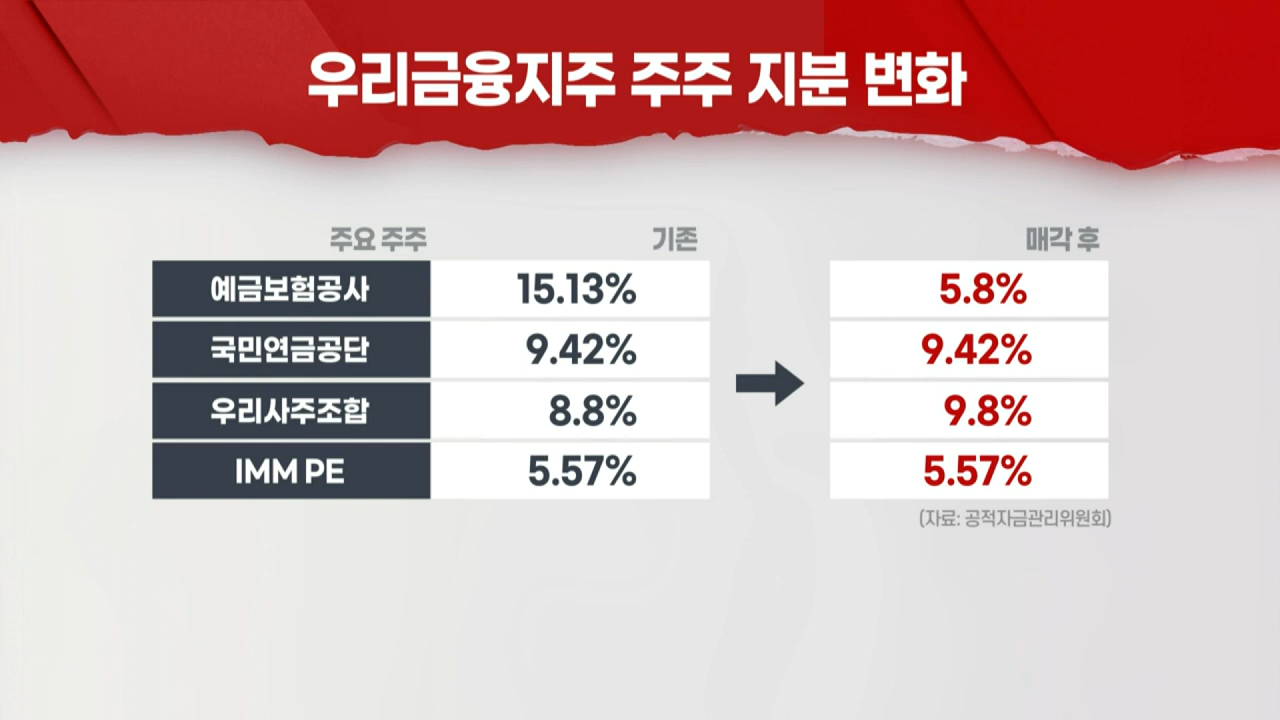 우리금융지주 주주 지분 변화
주요 주주 기존 매각 후
예금보험공사 15.13% 5.8%
국민연금공단 9.42% 9.42%
우리사주조합 8.8% 9.8%
IMM PE 5.57% 5.57%
(자료: 공적자금관리위원회)